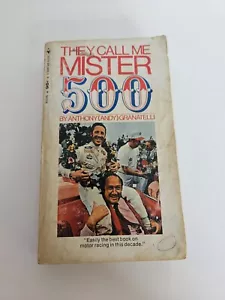 THEY CALL ME
MISTER
500
BY ANTHONY [ANDY] GRANATELLI
"Easily the best book on
motor racing in this decade."